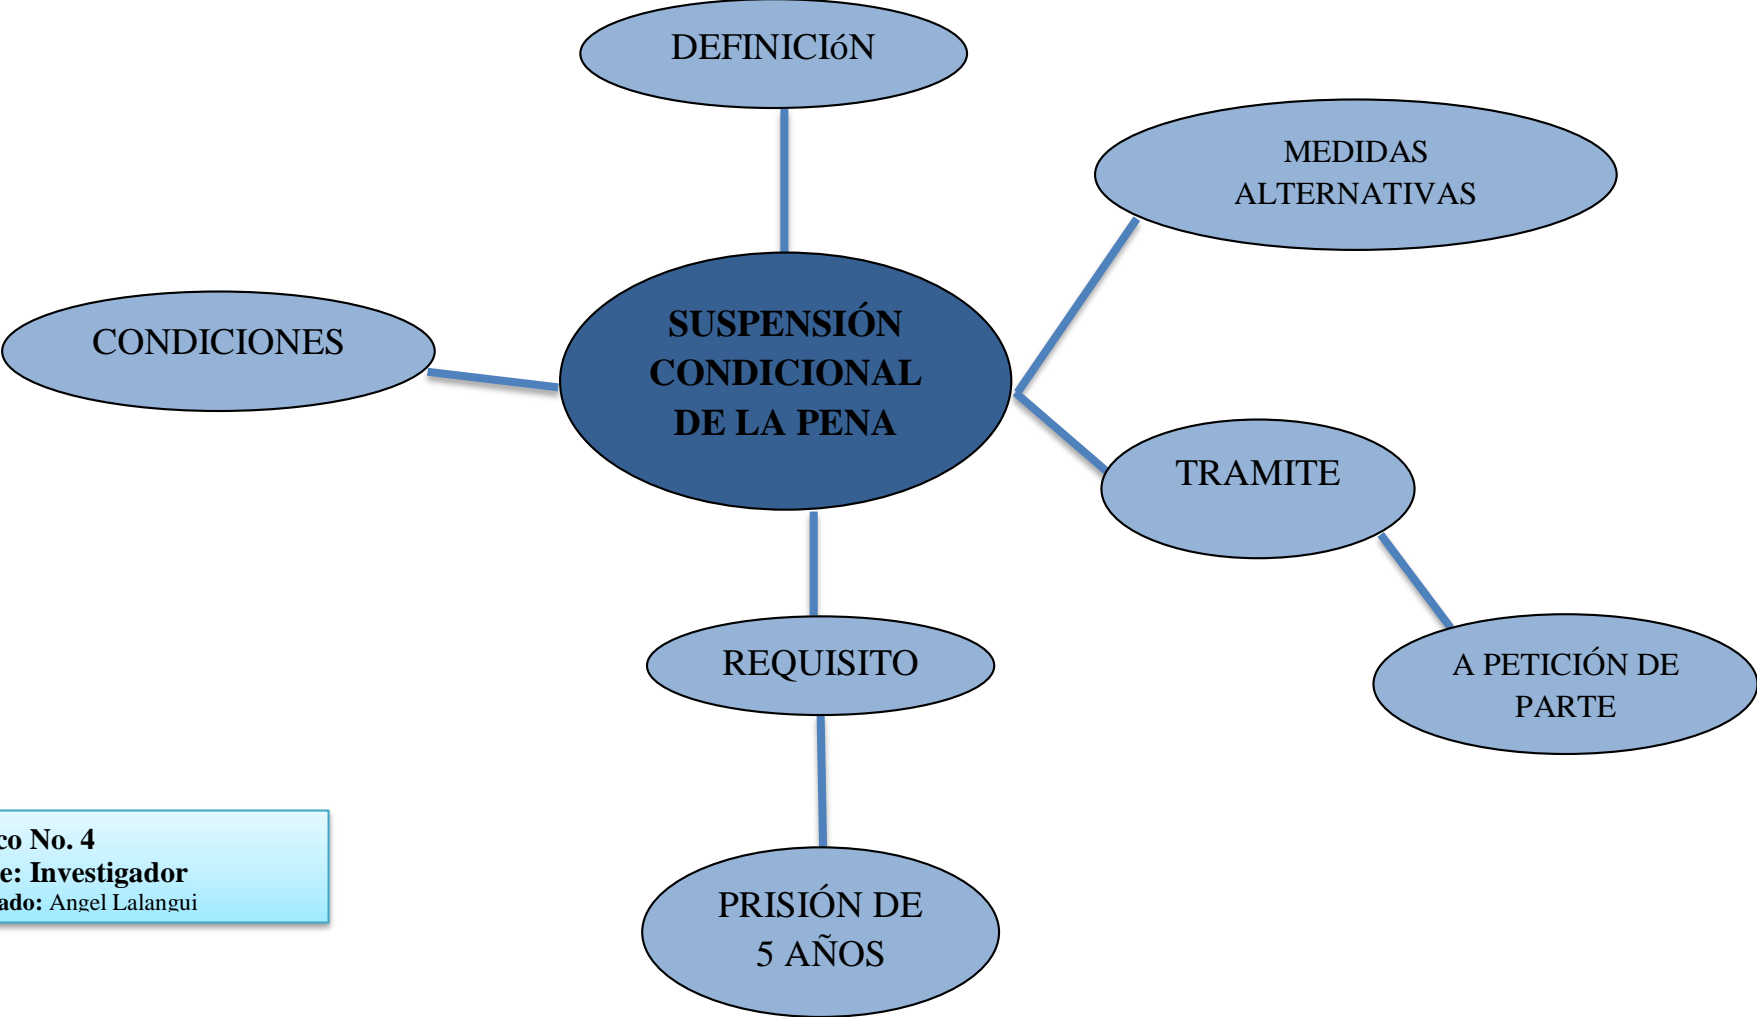 DEFINICIóN
MEDIDAS
ALTERNATIVAS
SUSPENSIÓN
CONDICIONAL
DE LA PENA
CONDICIONES
TRAMITE
REQUISITO
A PETICIÓN DE
PARTE
PRISIÓN DE
5 AÑOS
co No. 4
e: Investigador
ado: Angel Lalangui